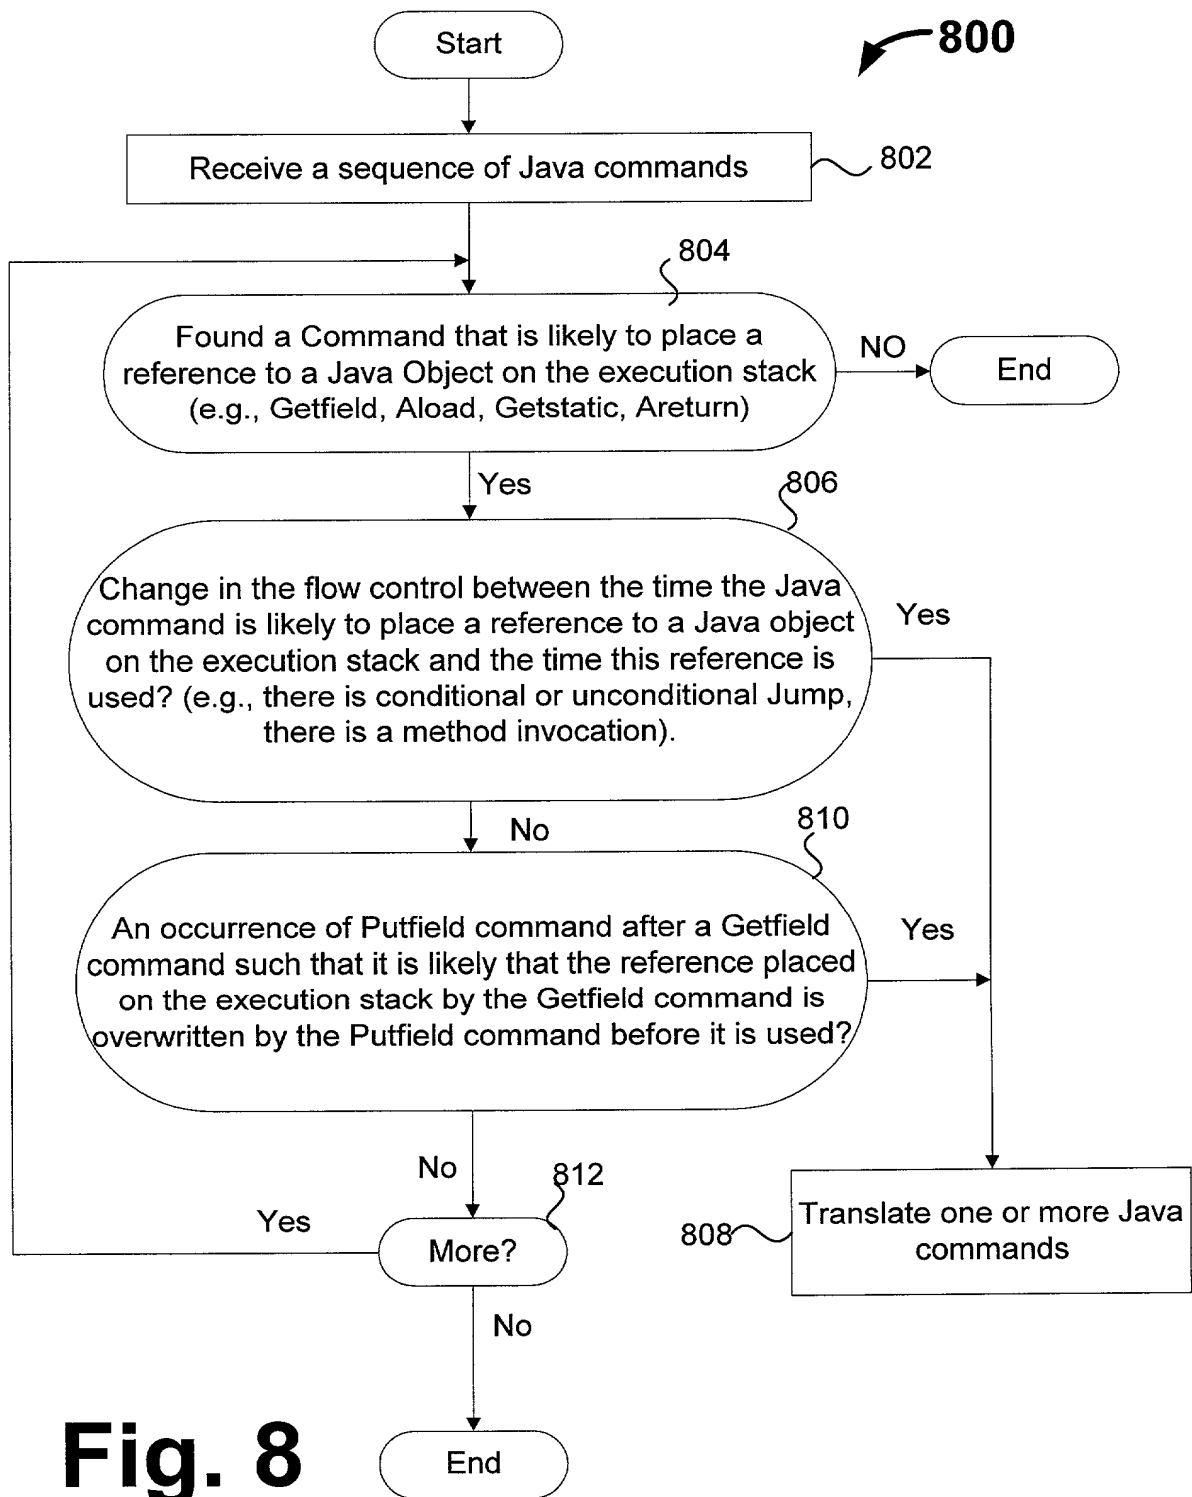 Start
800
Receive a sequence of Java commands
802
804
Found a Command that is likely to place a
reference to a Java Object on the execution stack
(e.g., Getfield, Aload, Getstatic, Areturn)
NO
End
Yes
806
Change in the flow control between the time the Java
command is likely to place a reference to a Java object
on the execution stack and the time this reference is
used? (e.g., there is conditional or unconditional Jump,
there is a method invocation).
Yes
No
810
An occurrence of Putfield command after a Getfield
command such that it is likely that the reference placed
on the execution stack by the Getfield command is
overwritten by the Putfield command before it is used?
Yes
No
812
Yes
More?
808
Translate one or more Java
commands
No
End
Fig. 8